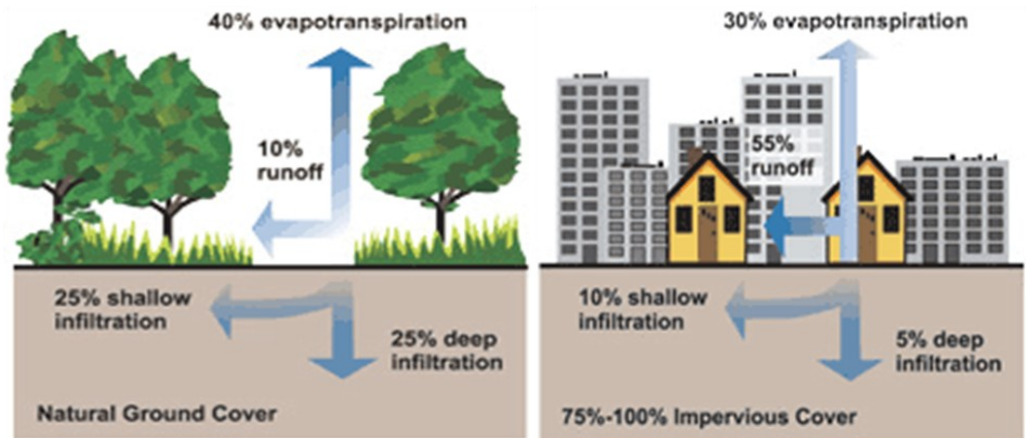 40% evapotranspiration
10%
runoff
25% shallow
infiltration
25% deep
infiltration
Natural Ground Cover
30% evapotranspiration
55%
runoff
10% shallow
infiltration
5% deep
infiltration
75%-100% Impervious Cover